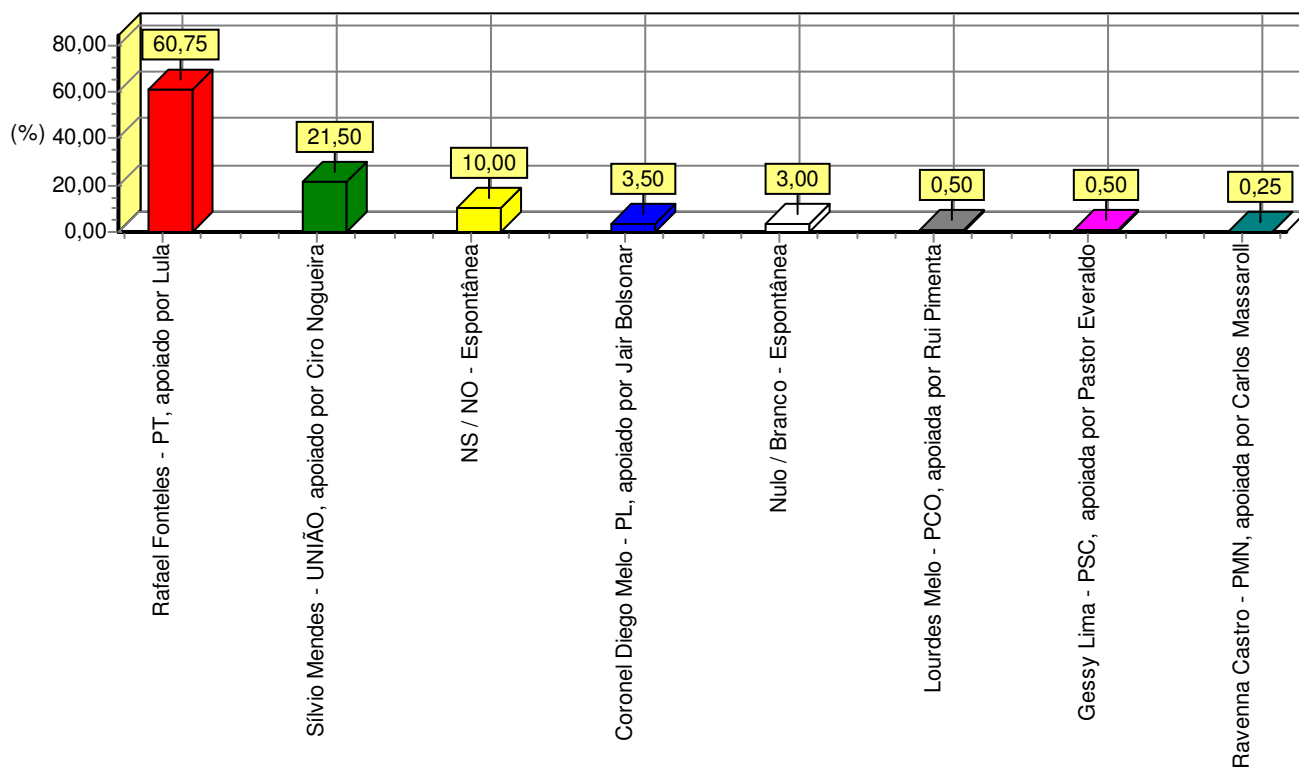 80,00
60,00
(%)
40,00
20,00
0,00
60,75
21,50
10,00
3,50
3,00
0,50
0,50
0,25
Rafael Fonteles - PT, apoiado por Lula
Sílvio Mendes - UNIÃO, apoiado por Ciro Nogueira
NS / NO - Espontânea
Coronel Diego Melo - PL, apoiado por Jair Bolsonar
Nulo / Branco - Espontânea
Lourdes Melo - PCO, apoiada por Rui Pimenta
Gessy Lima - PSC, apoiada por Pastor Everaldo
Ravenna Castro - PMN, apoiada por Carlos Massaroll